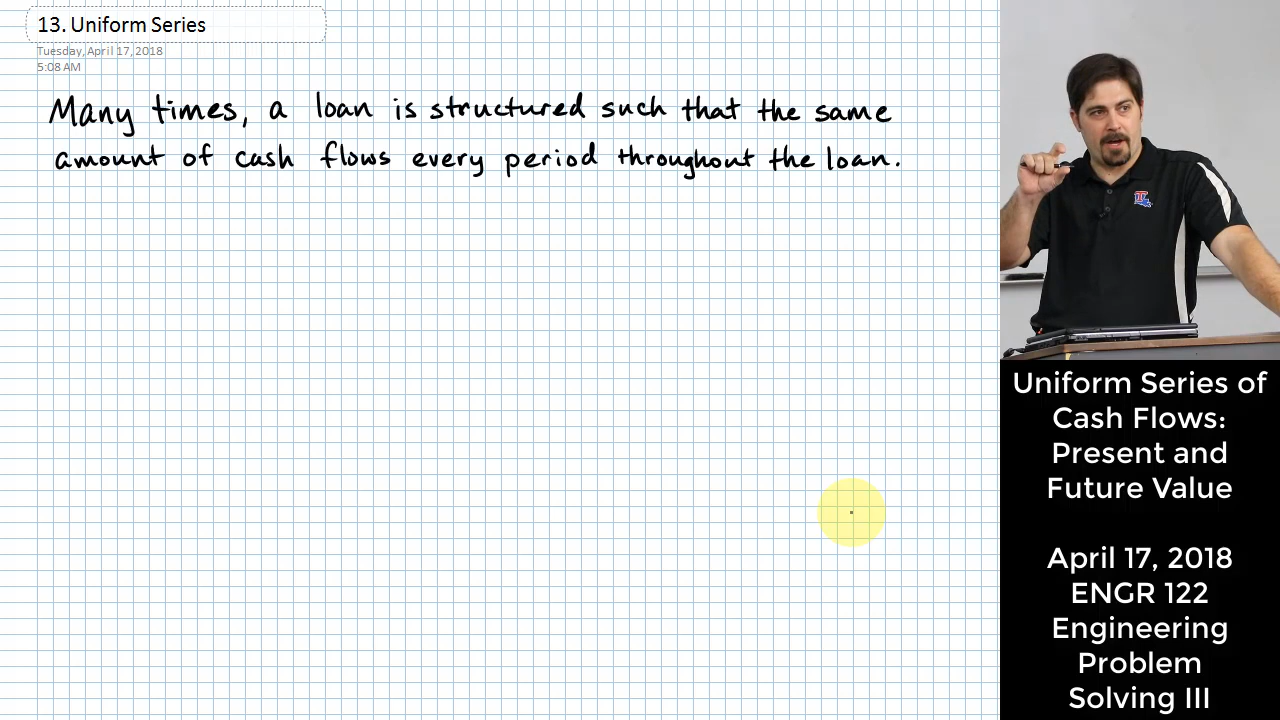 13. Uniform Series
Tuesday, April 17, 2018
5:08 AM
Many times, a loan is structured such that the same
amount of cash flows every period throughout the loan.
Uniform Series of
Cash Flows:
Present and
Future Value
April 17, 2018
ENGR 122
Engineering
Problem
Solving III